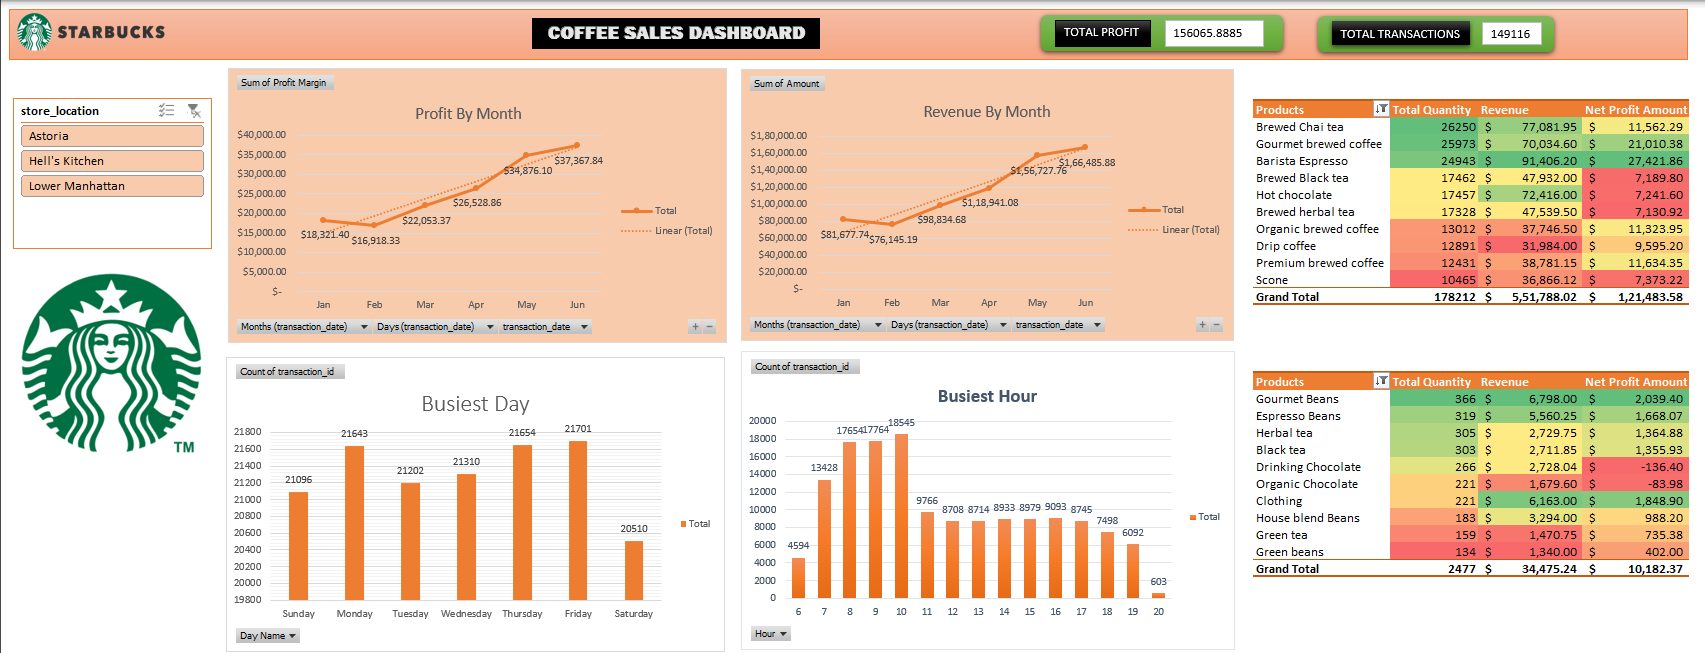 STARBUCKS
COFFEE SALES DASHBOARD
TOTAL PROFIT 156065.8885
TOTAL TRANSACTIONS 149116
store_location
Astoria
Hell's Kitchen
Lower Manhattan
TM
Sum of Profit Margin
Profit By Month
$40,000.00
$35,000.00
$30,000.00
$25,000.00
$20,000.00
$15,000.00
$10,000.00
$5,000.00
$-
$18,321.40
$16,918.33
$22,053.37
$26,528.86
$34,876.10
$37,367.84
Jan Feb Mar Apr May Jun
Total
Linear (Total)
Months (transaction_date) Days (transaction_date) transaction_date + −
Sum of Amount
Revenue By Month
$1,80,000.00
$1,60,000.00
$1,40,000.00
$1,20,000.00
$1,00,000.00
$80,000.00
$60,000.00
$40,000.00
$20,000.00
$-
$81,677.74
$76,145.19
$98,834.68
$1,18,941.08
$1,56,727.76
$1,66,485.88
Jan Feb Mar Apr May Jun
Total
Linear (Total)
Months (transaction_date) Days (transaction_date) transaction_date + −
Products Total Quantity Revenue Net Profit Amount
Brewed Chai tea 26250 $ 77,081.95 $ 11,562.29
Gourmet brewed coffee 25973 $ 70,034.60 $ 21,010.38
Barista Espresso 24943 $ 91,406.20 $ 27,421.86
Brewed Black tea 17462 $ 47,932.00 $ 7,189.80
Hot chocolate 17457 $ 72,416.00 $ 7,241.60
Brewed herbal tea 17328 $ 47,539.50 $ 7,130.92
Organic brewed coffee 13012 $ 37,746.50 $ 11,323.95
Drip coffee 12891 $ 31,984.00 $ 9,595.20
Premium brewed coffee 12431 $ 38,781.15 $ 11,634.35
Scone 10465 $ 36,866.12 $ 7,373.22
Grand Total 178212 $ 5,51,788.02 $ 1,21,483.58
Count of transaction_id
Busiest Day
21800
21600
21400
21200
21000
20800
20600
20400
20200
20000
19800
21096
21643
21202
21310
21654
21701
20510
Sunday Monday Tuesday Wednesday Thursday Friday Saturday
Total
Day Name
Count of transaction_id
Busiest Hour
20000
18000
16000
14000
12000
10000
8000
6000
4000
2000
0
4594 13428 17654 17764 18545 9766 8708 8714 8933 8979 9093 8745 7498 6092 603
6 7 8 9 10 11 12 13 14 15 16 17 18 19 20
Total
Hour
Products Total Quantity Revenue Net Profit Amount
Gourmet Beans 366 $ 6,798.00 $ 2,039.40
Espresso Beans 319 $ 5,560.25 $ 1,668.07
Herbal tea 305 $ 2,729.75 $ 1,364.88
Black tea 303 $ 2,711.85 $ 1,355.93
Drinking Chocolate 266 $ 2,728.04 $ -136.40
Organic Chocolate 221 $ 1,679.60 $ -83.98
Clothing 221 $ 6,163.00 $ 1,848.90
House blend Beans 183 $ 3,294.00 $ 988.20
Green tea 159 $ 1,470.75 $ 735.38
Green beans 134 $ 1,340.00 $ 402.00
Grand Total 2477 $ 34,475.24 $ 10,182.37